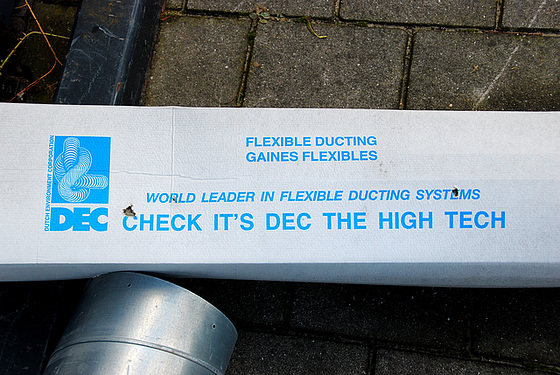 DUTCH ENVIRONMENT CORPORATION
DEC
FLEXIBLE DUCTING
GAINES FLEXIBLES
WORLD LEADER IN FLEXIBLE DUCTING SYSTEMS
CHECK IT'S DEC THE HIGH TECH